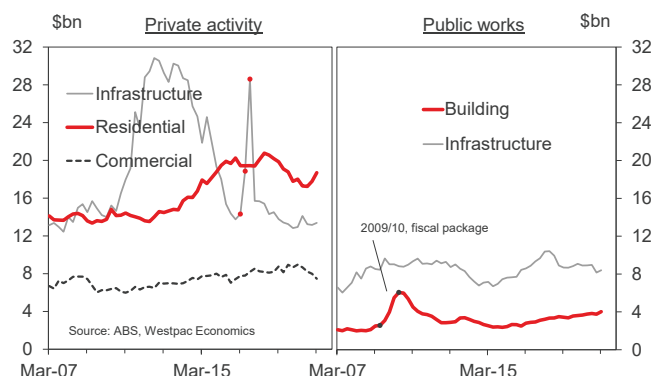 $bn
Private activity
Public works
$bn
32
28
24
20
16
12
8
4
0
Infrastructure
Residential
Commercial
Source: ABS, Westpac Economics
Mar-07
Mar-15
Building
Infrastructure
2009/10, fiscal package
32
28
24
20
16
12
8
4
0
Mar-07
Mar-15